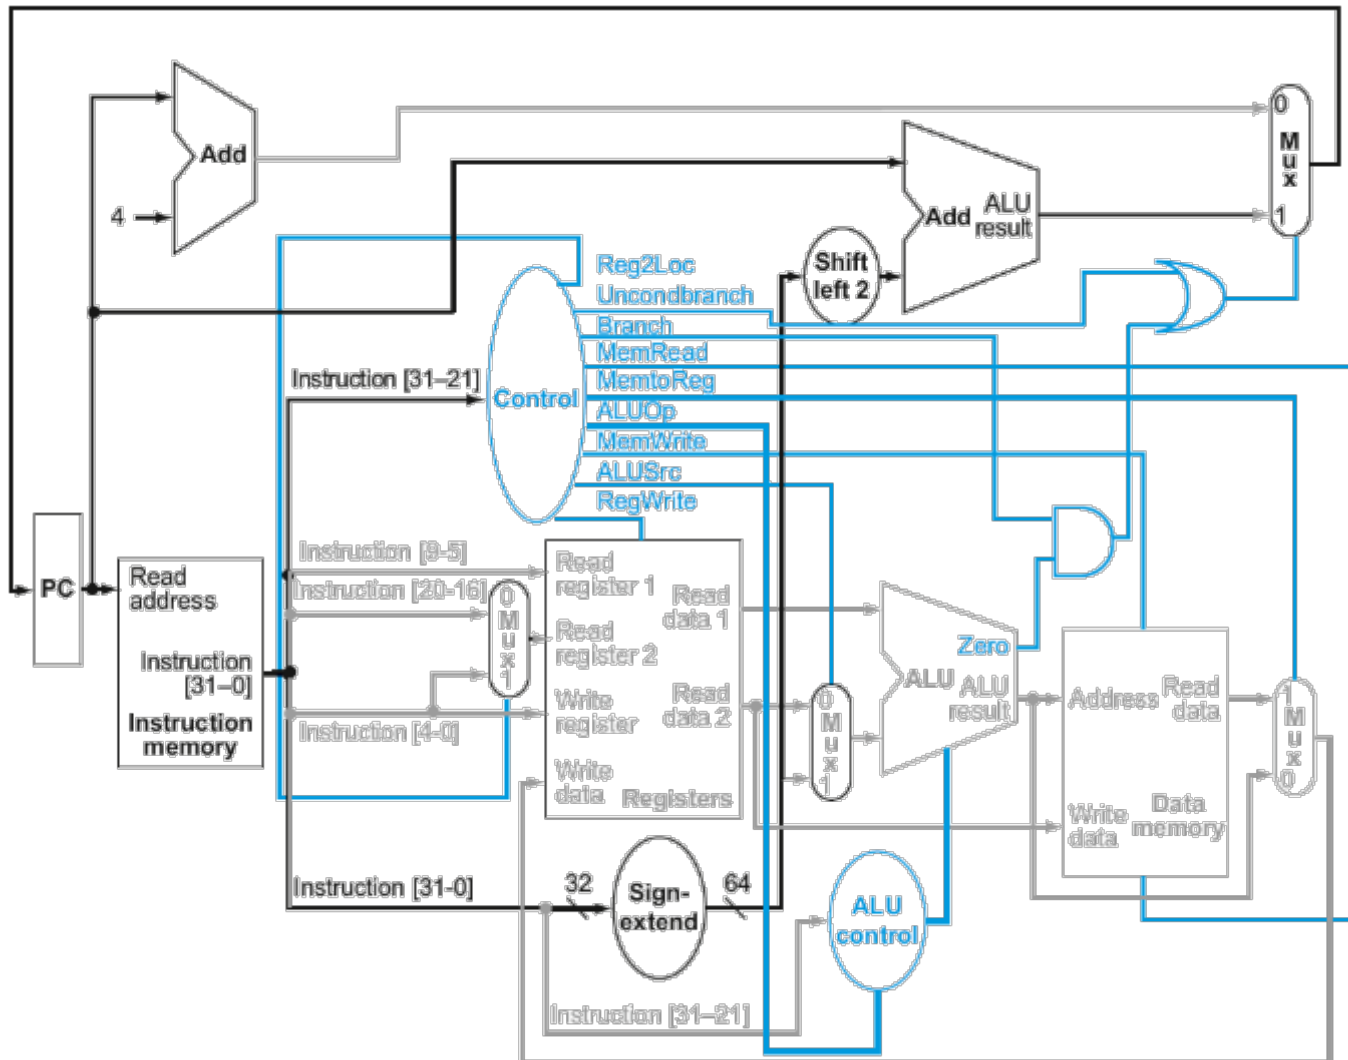 0
M
u
x
1
Add
4
Add
ALU
result
Shift
left 2
Reg2Loc
Uncondbranch
Branch
MemRead
MemtoReg
ALUOp
MemWrite
ALUSrc
RegWrite
Instruction [31–21]
Control
PC
Read
address
Instruction
[31–0]
Instruction
memory
Instruction [9-5]
Instruction [20-16]
Instruction [4-0]
0
M
u
x
1
Read
register 1
Read
register 2
Write
register
Write
data
Read
data 1
Read
data 2
Registers
0
M
u
x
1
Zero
ALU
ALU
result
Address
Read
data
Write
data
Data
memory
1
M
u
x
0
Instruction [31-0]
32
Sign-
extend
64
ALU
control
Instruction [31–21]